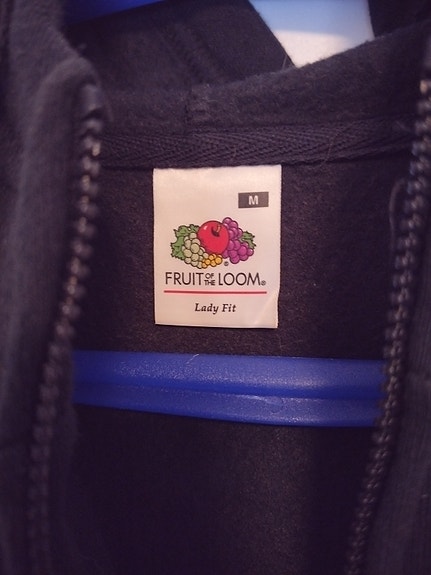 M
FRUIT OF THE LOOM®
Lady Fit